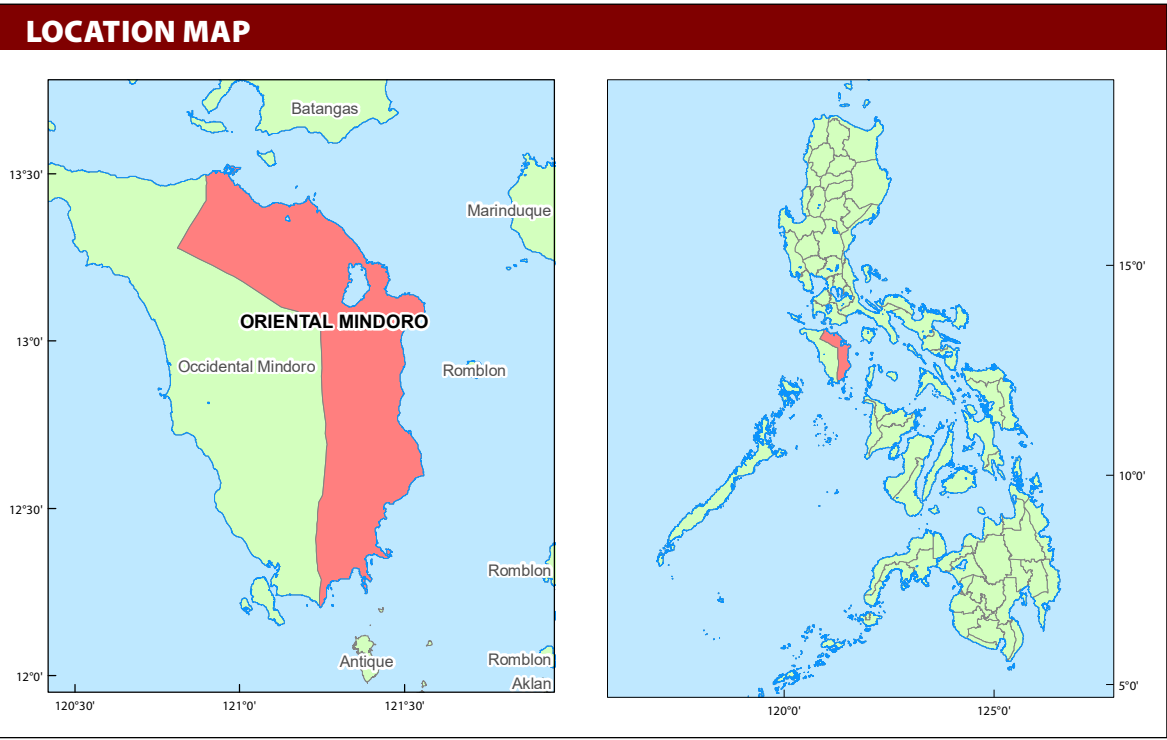 LOCATION MAP
Batangas
13°30'
Marinduque
ORIENTAL MINDORO
13°0'
Occidental Mindoro
Romblon
12°30'
Romblon
Antique
Romblon
12°0'
Aklan
120°30'
121°0'
121°30'
15°0'
10°0'
5°0'
120°0'
125°0'